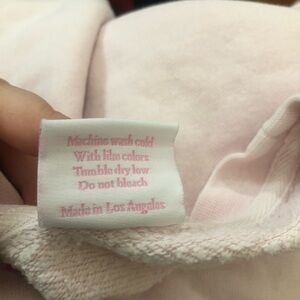 Machine wash cold
With like colors
Tumble dry low
Do not bleach
Made in Los Angeles